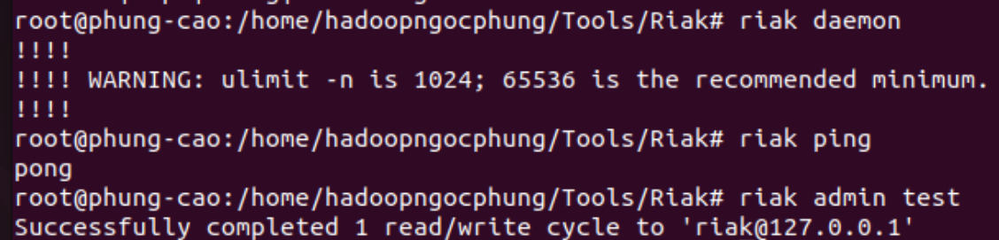 root@phung-cao:/home/hadoopngocphung/Tools/Riak# riak daemon
!!!!
!!!! WARNING: ulimit -n is 1024; 65536 is the recommended minimum.
!!!!
root@phung-cao:/home/hadoopngocphung/Tools/Riak# riak ping
pong
root@phung-cao:/home/hadoopngocphung/Tools/Riak# riak admin test
Successfully completed 1 read/write cycle to 'riak@127.0.0.1'